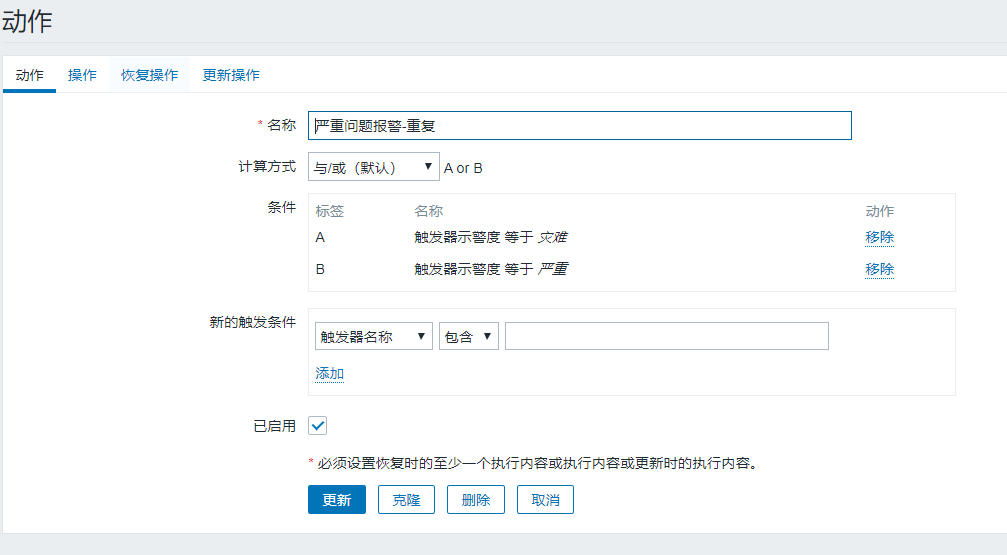 动作
动作 操作 恢复操作 更新操作
* 名称 严重问题报警-重复
计算方式 与/或（默认） A or B
条件 标签 名称 动作
A 触发器示警度 等于 灾难 移除
B 触发器示警度 等于 严重 移除
新的触发条件 触发器名称 包含
添加
已启用
* 必须设置恢复时的至少一个执行内容或执行内容或更新时的执行内容。
更新 克隆 删除 取消